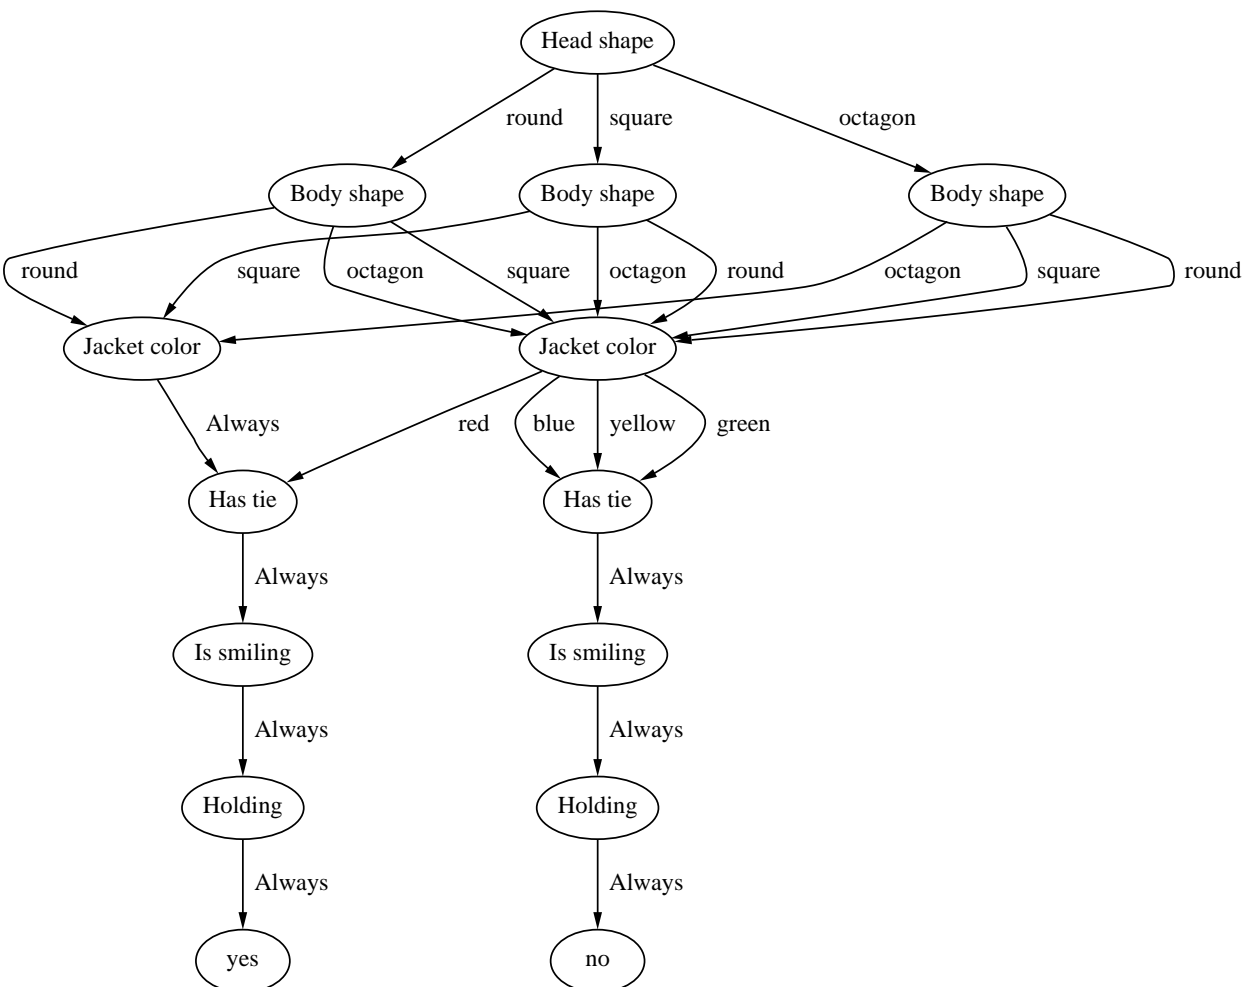 Head shape
round
square
octagon
Body shape
Body shape
Body shape
round
square
octagon
square
octagon
round
octagon
square
round
Jacket color
Jacket color
Always
red
blue
yellow
green
Has tie
Has tie
Always
Always
Is smiling
Is smiling
Always
Always
Holding
Holding
Always
Always
yes
no